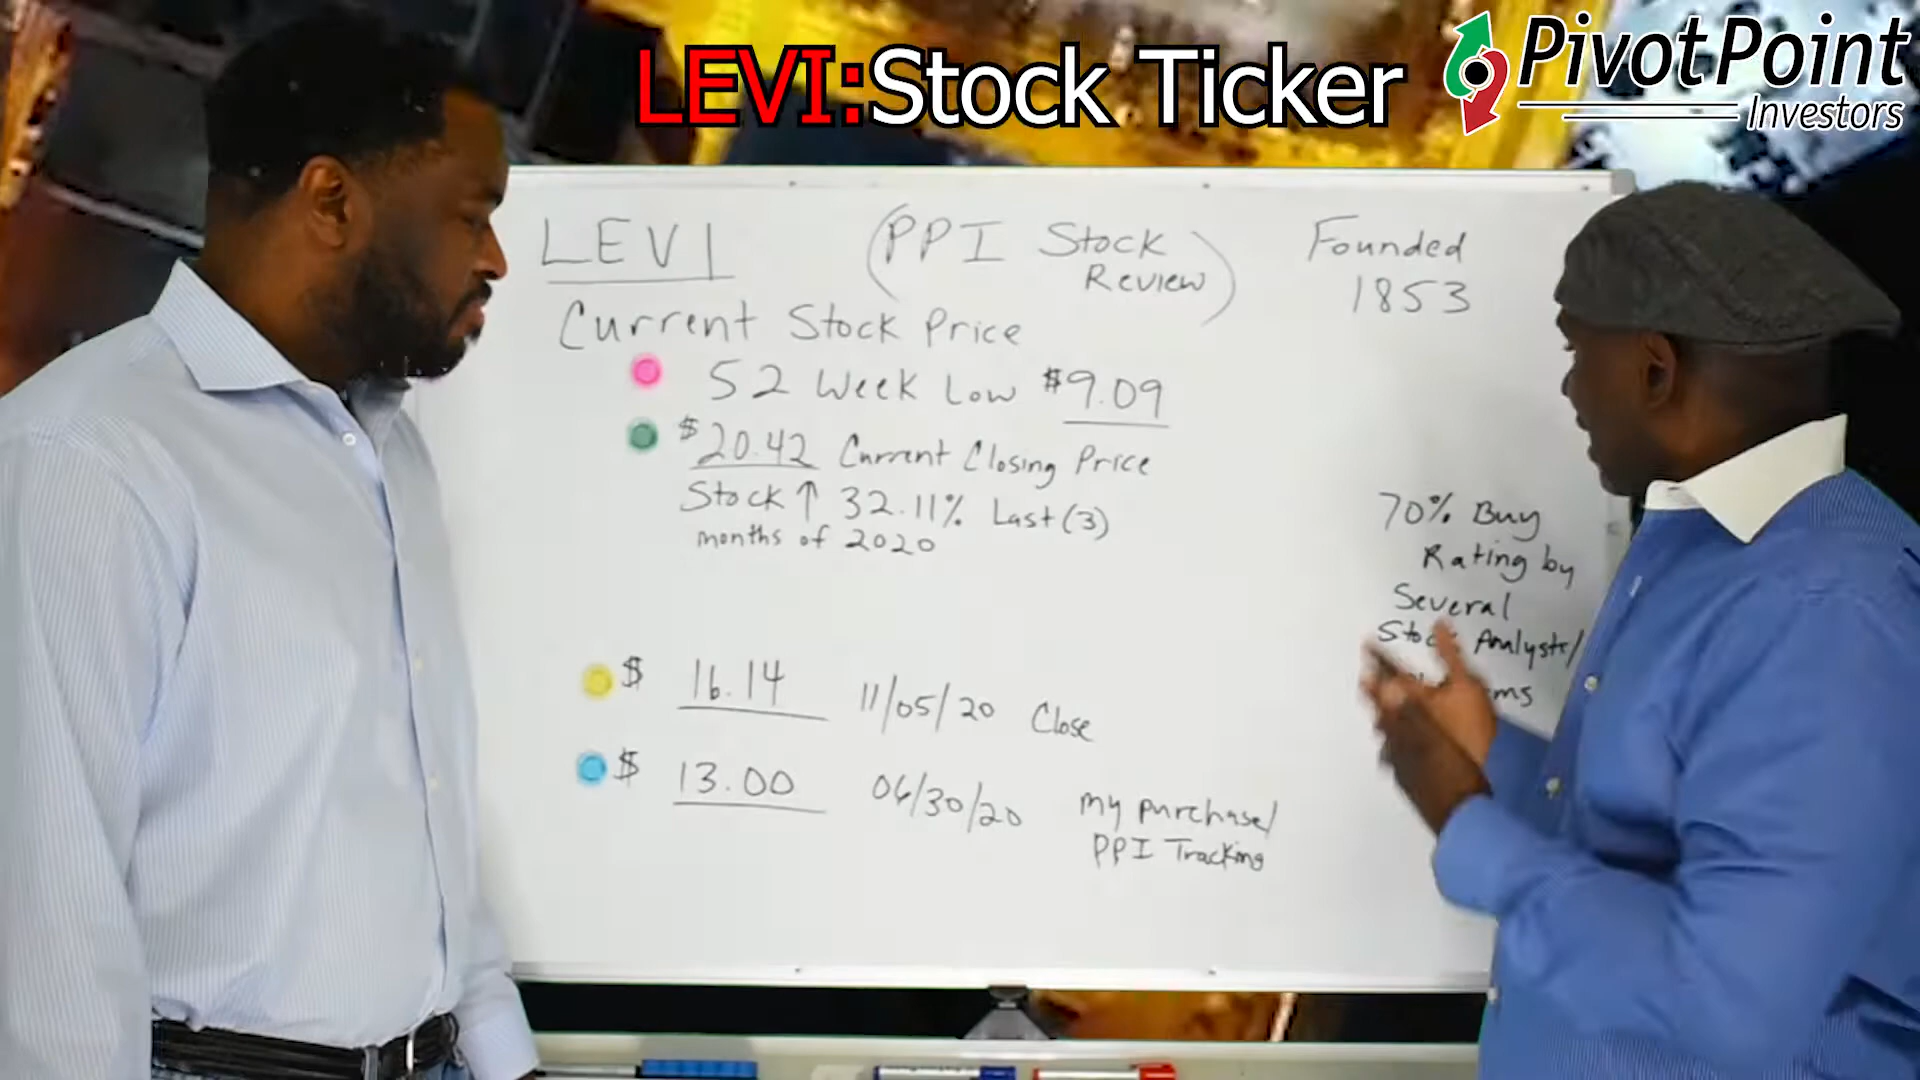 LEVI:Stock Ticker
PivotPoint
Investors
LEVI
(PPI Stock
Review)
Founded
1853
Current Stock Price
52 Week Low $9.09
$20.42 Current Closing Price
Stock ↑ 32.11% Last (3)
months of 2020
70% Buy
Rating by
Several
Analysts/
$ 16.14 11/05/20 Close
$ 13.00 06/30/20 my purchase/
PPI Tracking